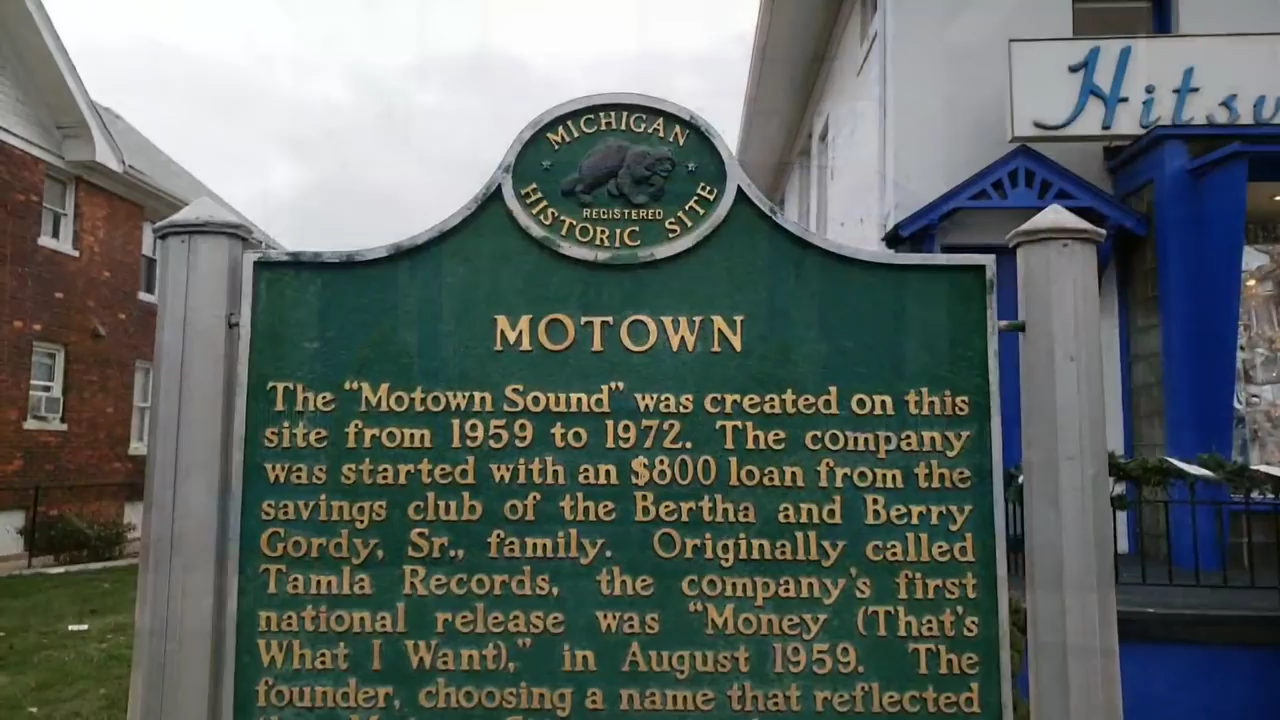 MICHIGAN
REGISTERED
HISTORIC SITE
Hitsv
MOTOWN
The “Motown Sound” was created on this
site from 1959 to 1972. The company
was started with an $800 loan from the
savings club of the Bertha and Berry
Gordy, Sr., family. Originally called
Tamla Records, the company's first
national release was “Money (That's
What I Want),” in August 1959. The
founder, choosing a name that reflected